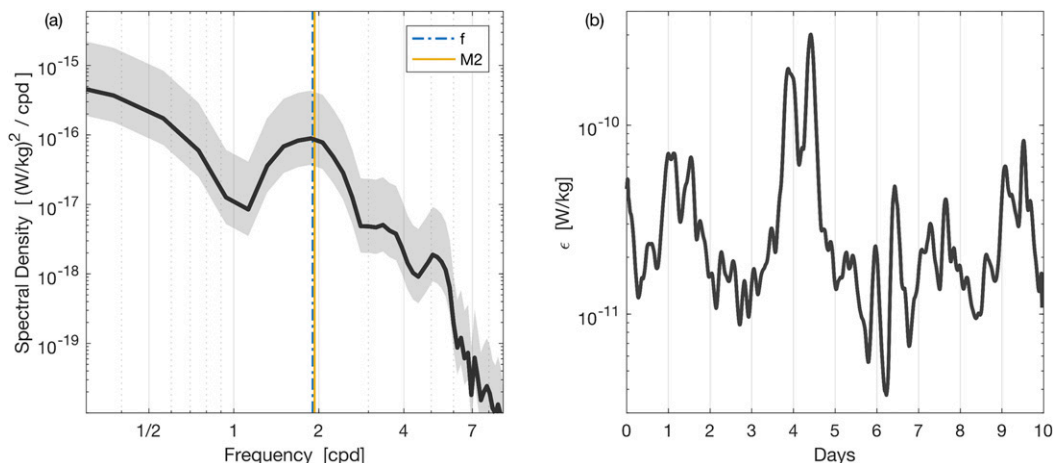 (a)
f
M2
10^-15
10^-16
10^-17
10^-18
10^-19
Spectral Density [ (W/kg)^2 / cpd ]
1/2 1 2 4 7
Frequency [cpd]
(b)
10^-10
10^-11
ϵ [W/kg]
0 1 2 3 4 5 6 7 8 9 10
Days